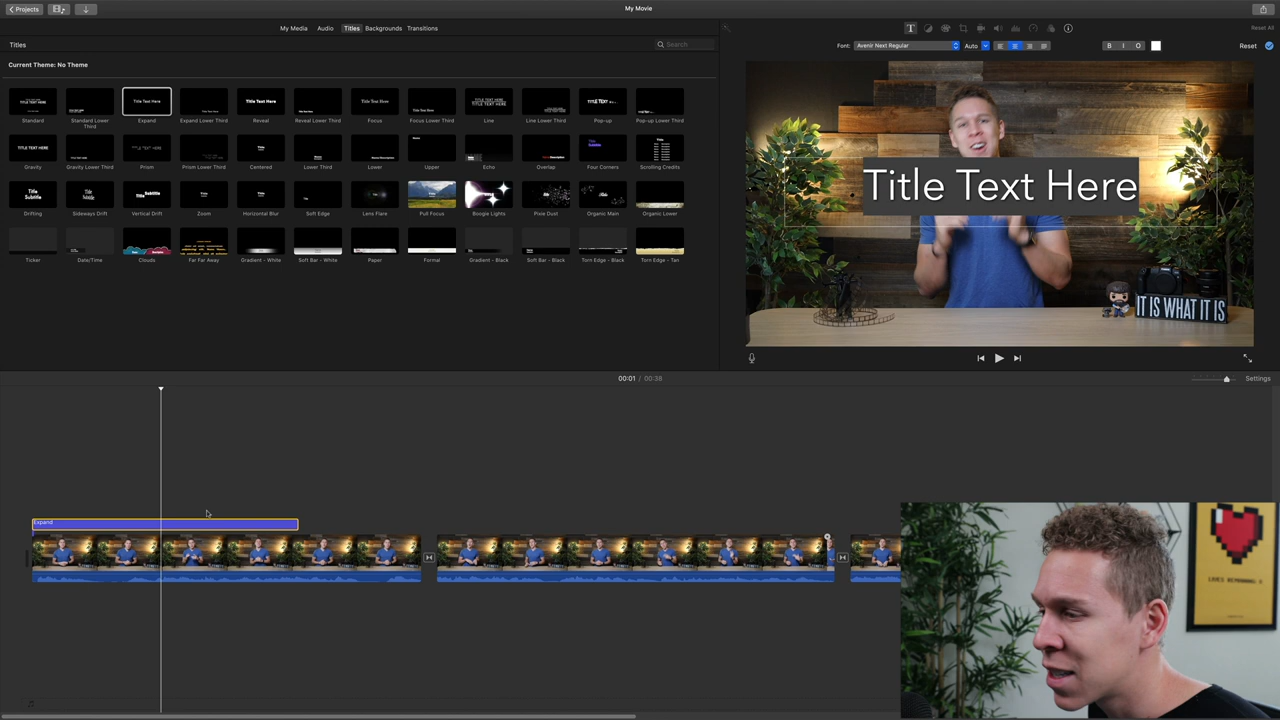 Projects
My Movie
My Media Audio Titles Backgrounds Transitions
Reset All
Titles
Search
Font: Avenir Next Regular Auto B I O Reset
Current Theme: No Theme
Standard Standard Lower Third Expand Expand Lower Third Reveal Reveal Lower Third Focus Focus Lower Third Line Line Lower Third Pop-up Pop-up Lower Third
Gravity Gravity Lower Third Prism Prism Lower Third Centered Lower Third Lower Upper Echo Overlap Four Corners Scrolling Credits
Drifting Sideways Drift Vertical Drift Zoom Horizontal Blur Soft Edge Lens Flare Pull Focus Boogie Lights Pixie Dust Organic Main Organic Lower
Ticker Date/Time Clouds Far Far Away Gradient - White Soft Bar - White Paper Formal Gradient - Black Soft Bar - Black Torn Edge - Black Torn Edge - Tan
Title Text Here
IT IS WHAT IT IS
00:01 / 00:38
Settings
Expand
LIVES REMAINING: 0